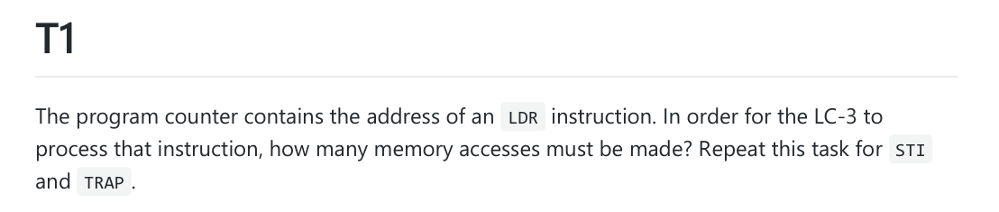 T1
The program counter contains the address of an LDR instruction. In order for the LC-3 to
process that instruction, how many memory accesses must be made? Repeat this task for STI
and TRAP.